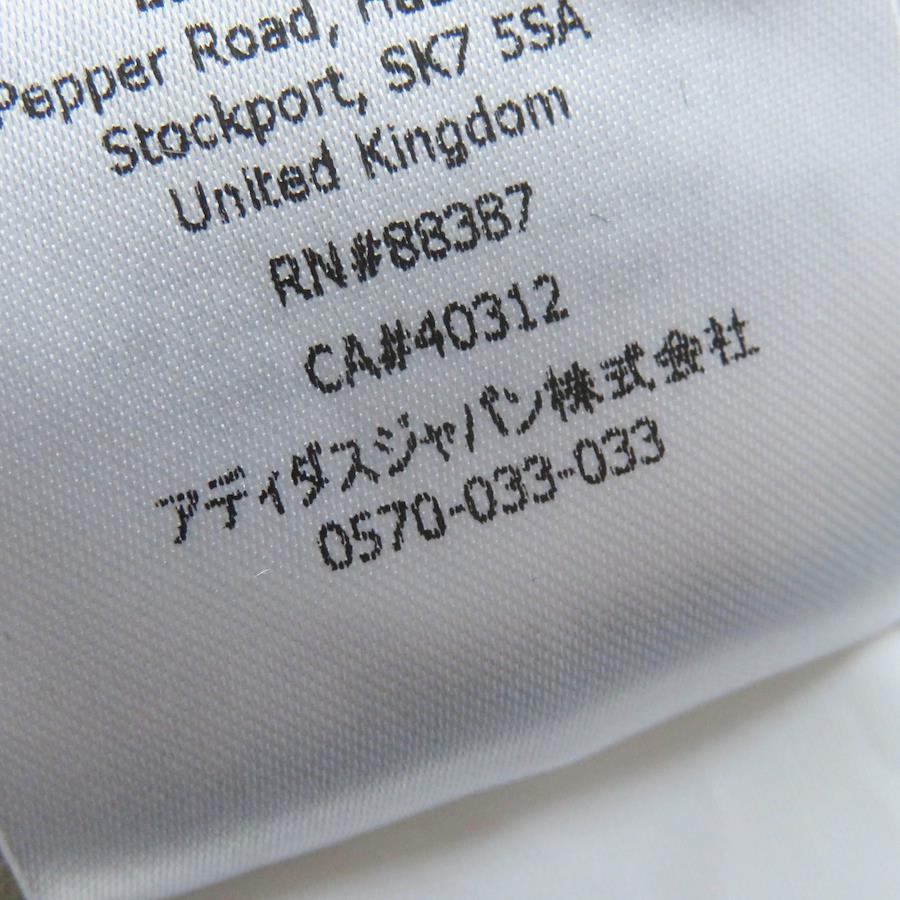 Pepper Road,
Stockport, SK7 5SA
United Kingdom
RN#88387
CA#40312
アディダスジャパン株式会社
0570-033-033